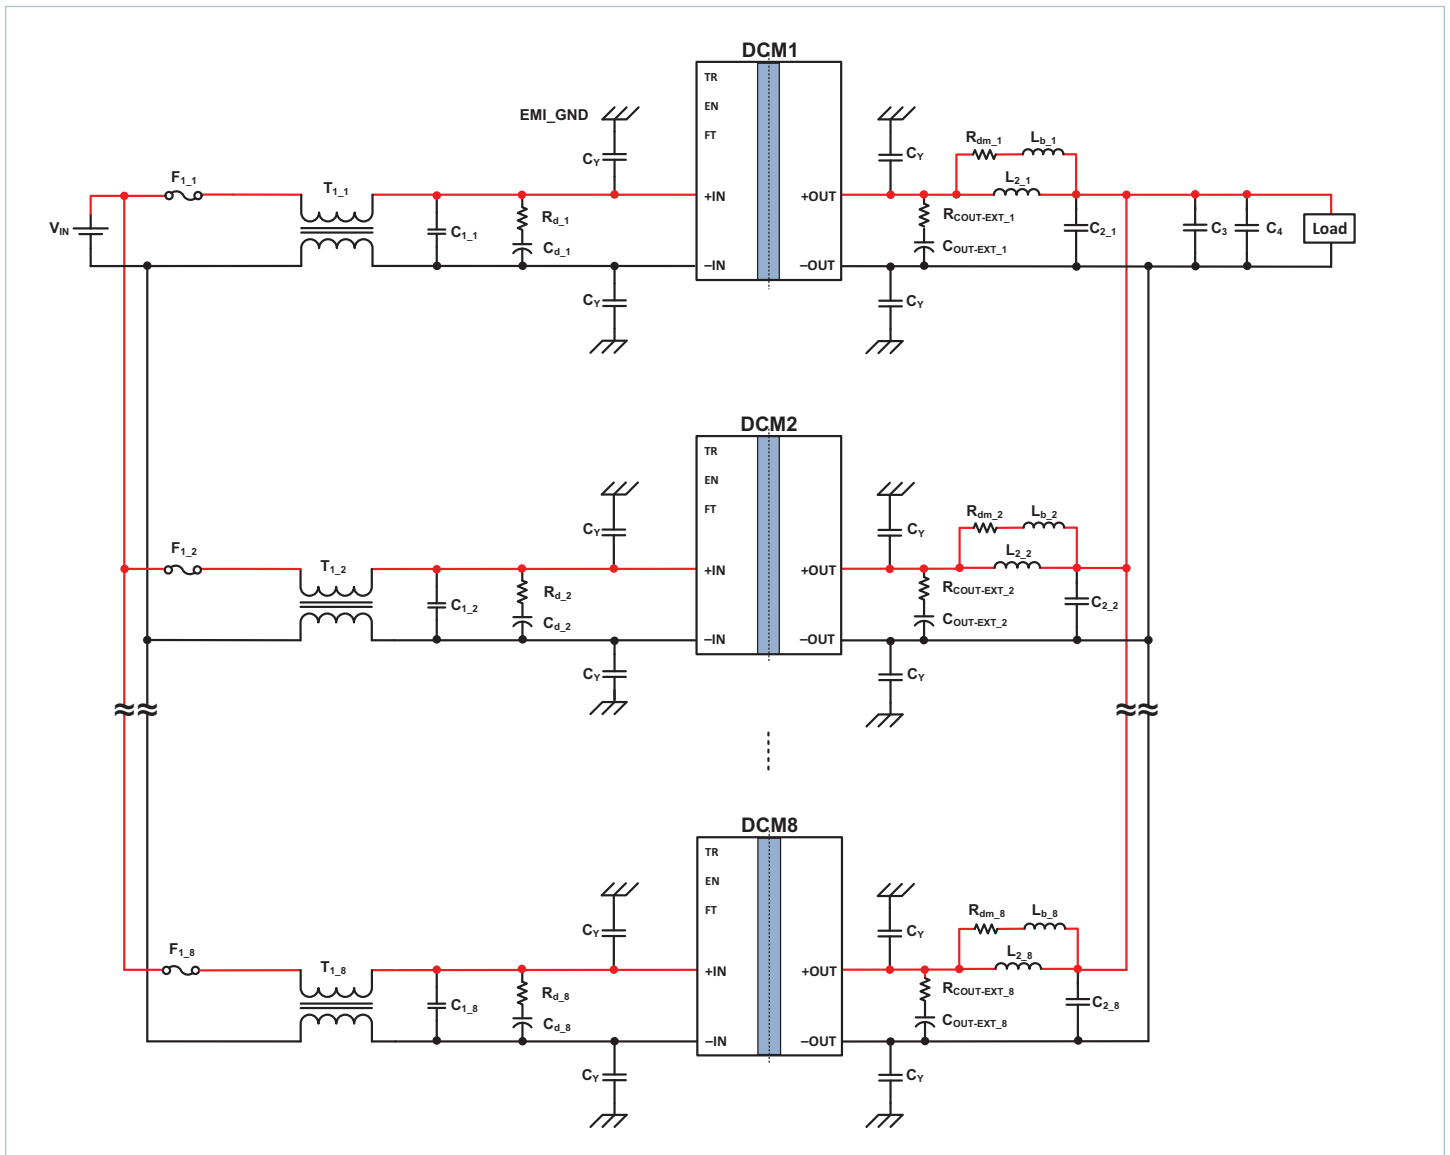 DCM1
TR
EN
FT
EMI_GND
CY
CY
Rdm_1
Lb_1
F1_1
T1_1
L2_1
+IN
+OUT
VIN
C1_1
Rd_1
Cd_1
RCOUT-EXT_1
COUT-EXT_1
C2_1
C3
C4
Load
–IN
–OUT
CY
CY
DCM2
TR
EN
FT
CY
CY
Rdm_2
Lb_2
F1_2
T1_2
L2_2
+IN
+OUT
C1_2
Rd_2
Cd_2
RCOUT-EXT_2
COUT-EXT_2
C2_2
–IN
–OUT
CY
CY
DCM8
TR
EN
FT
CY
CY
Rdm_8
Lb_8
F1_8
T1_8
L2_8
+IN
+OUT
C1_8
Rd_8
Cd_8
RCOUT-EXT_8
COUT-EXT_8
C2_8
–IN
–OUT
CY
CY